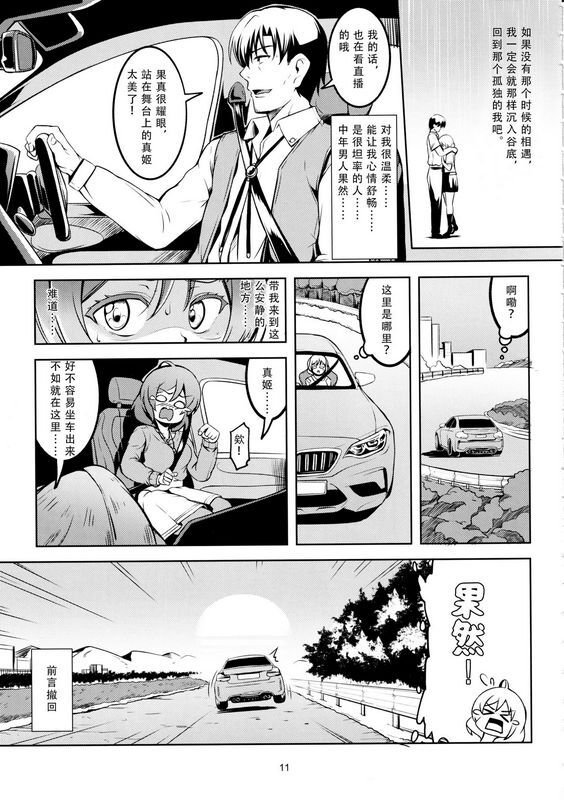 如果没有那个时候的相遇，
我一定会就那样沉入谷底，
回到那个孤独的我吧。
我的话，
也在看直播
的哦
果真很耀眼，
站在舞台上的真姬
太美了！
对我很温柔……
能让我心情舒畅……
是很坦率的人……
中年男人果然……
啊嘞？
这里是哪里？
带我来到这
么安静的
地方……
难道……
真姬……
好不容易坐车出来
不如就在这里……
欸！
果然！
前言撤回
11